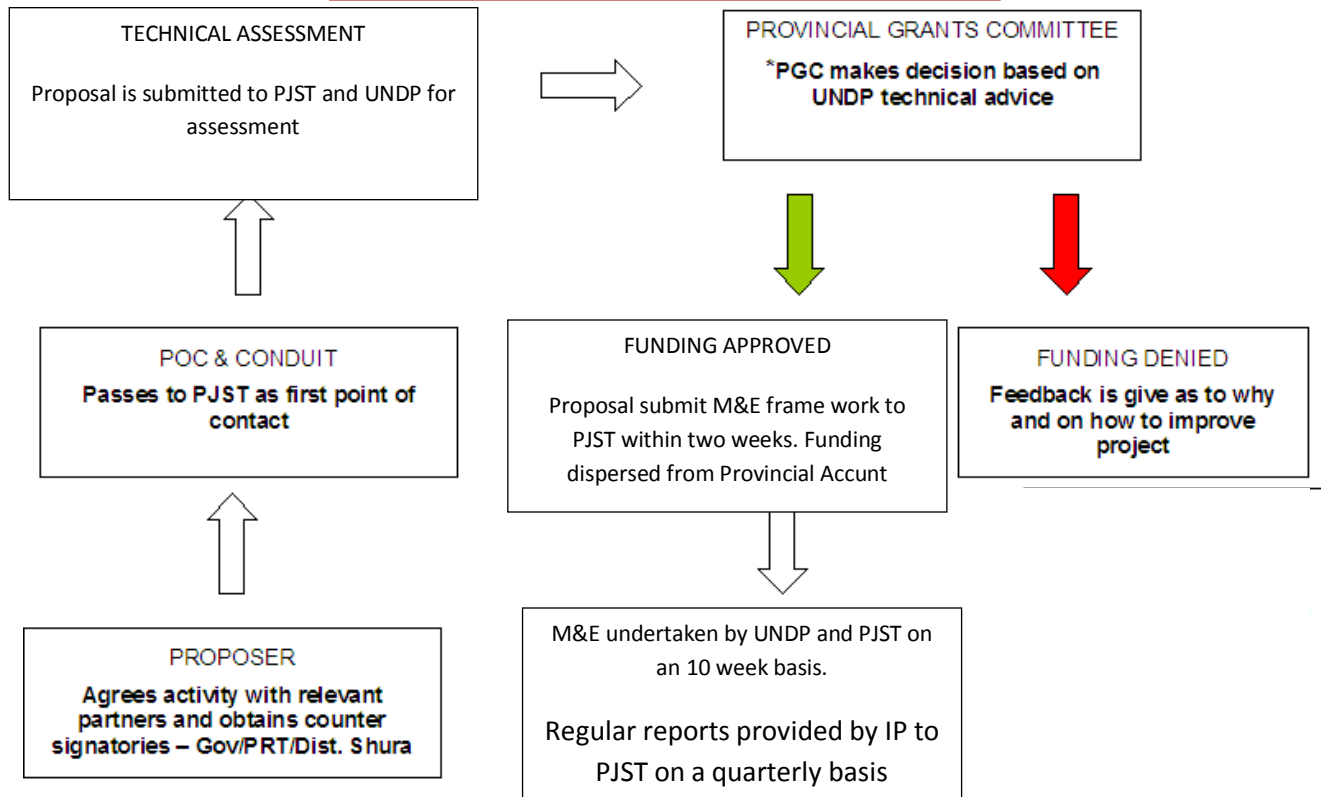 TECHNICAL ASSESSMENT
Proposal is submitted to PJST and UNDP for
assessment
PROVINCIAL GRANTS COMMITTEE
*PGC makes decision based on
UNDP technical advice
POC & CONDUIT
Passes to PJST as first point of
contact
FUNDING APPROVED
Proposal submit M&E frame work to
PJST within two weeks. Funding
dispersed from Provincial Accunt
FUNDING DENIED
Feedback is give as to why
and on how to improve
project
PROPOSER
Agrees activity with relevant
partners and obtains counter
signatories – Gov/PRT/Dist. Shura
M&E undertaken by UNDP and PJST on
an 10 week basis.
Regular reports provided by IP to
PJST on a quarterly basis